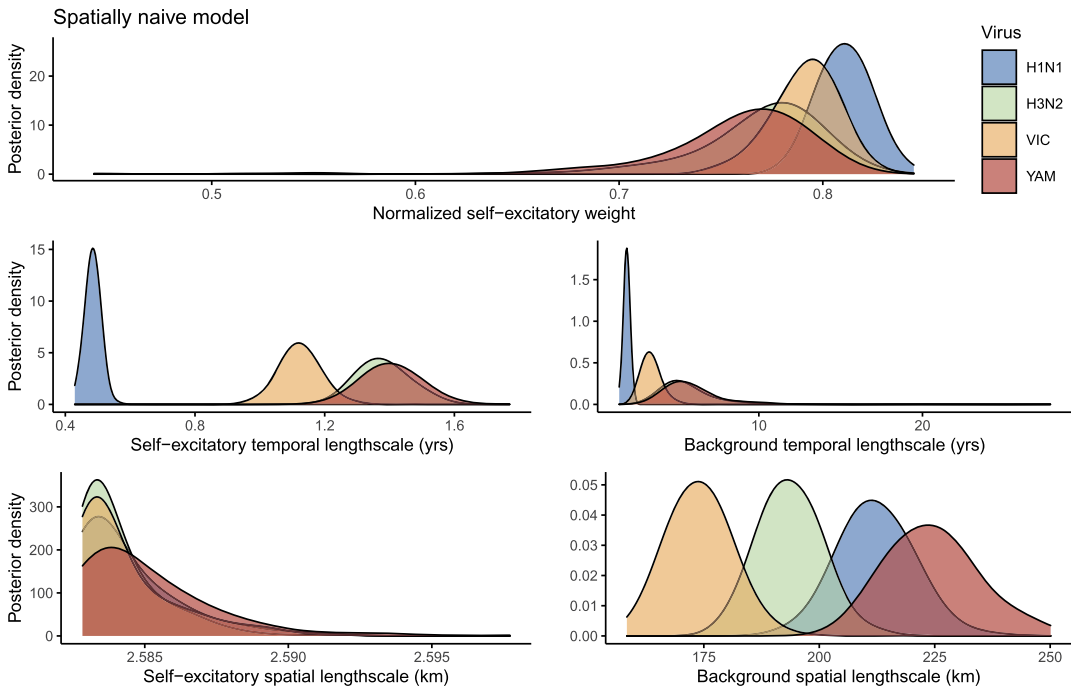 Spatially naive model
Virus
H1N1
H3N2
VIC
YAM
Posterior density
20
10
0
0.5 0.6 0.7 0.8
Normalized self−excitatory weight
Posterior density
15
10
5
0
0.4 0.8 1.2 1.6
Self−excitatory temporal lengthscale (yrs)
1.5
1.0
0.5
0.0
10 20
Background temporal lengthscale (yrs)
Posterior density
300
200
100
0
2.585 2.590 2.595
Self−excitatory spatial lengthscale (km)
0.05
0.04
0.03
0.02
0.01
0.00
175 200 225 250
Background spatial lengthscale (km)